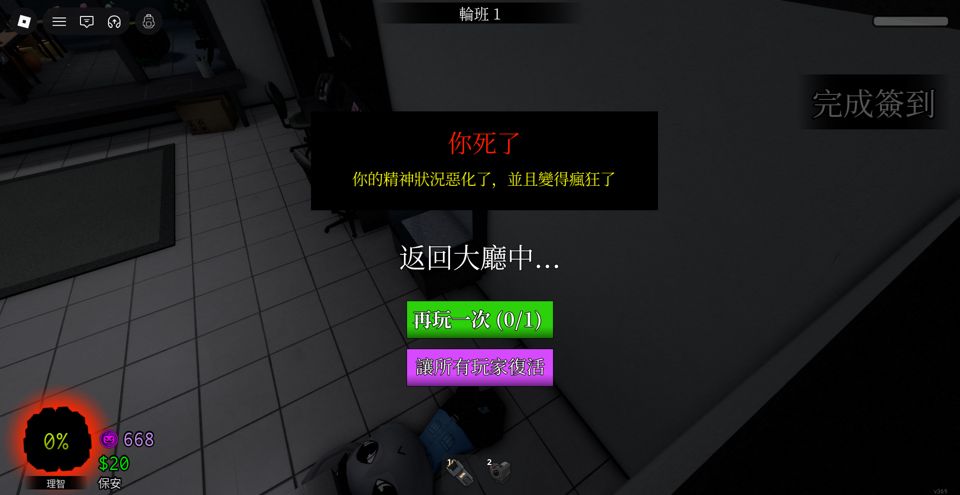 輪班 1
完成簽到
你死了
你的精神狀況惡化了，並且變得瘋狂了
返回大廳中...
再玩一次 (0/1)
讓所有玩家復活
0%
668
$20
理智
保安
1
2
v359